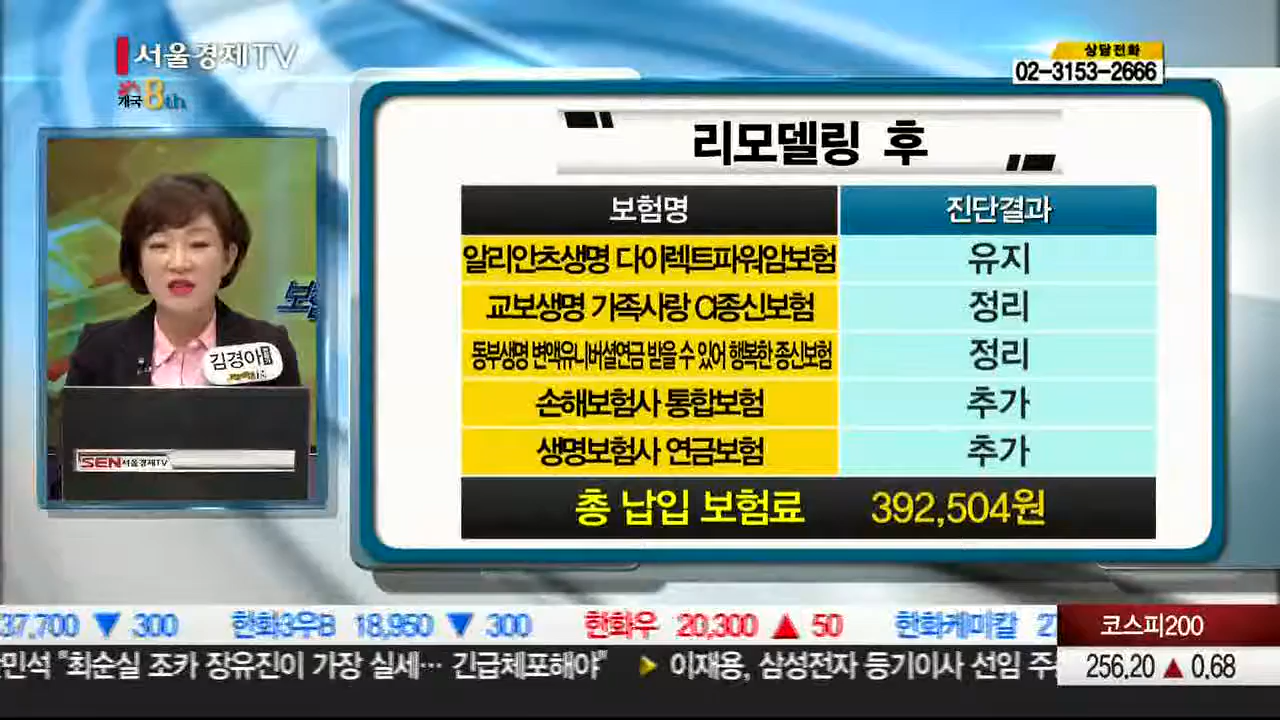 서울경제TV
개국 8th
상담전화
02-3153-2666
리모델링 후
보험명 진단결과
알리안츠생명 다이렉트파워암보험 유지
교보생명 가족사랑 α종신보험 정리
동부생명 변액유니버셜연금 받을 수 있어 행복한 종신보험 정리
손해보험사 통합보험 추가
생명보험사 연금보험 추가
총 납입 보험료 392,504원
김경아
SEN 서울경제TV
37,700 ▼ 300 한화3우B 18,950 ▼ 300 한화우 20,300 ▲ 50 한화케미칼 2
코스피200
민석 "최순실 조카 장유진이 가장 실세… 긴급체포해야" ▶ 이재용, 삼성전자 등기이사 선임 주
256.20 ▲ 0.68